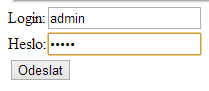 Login: admin
Heslo: •••••
Odeslat